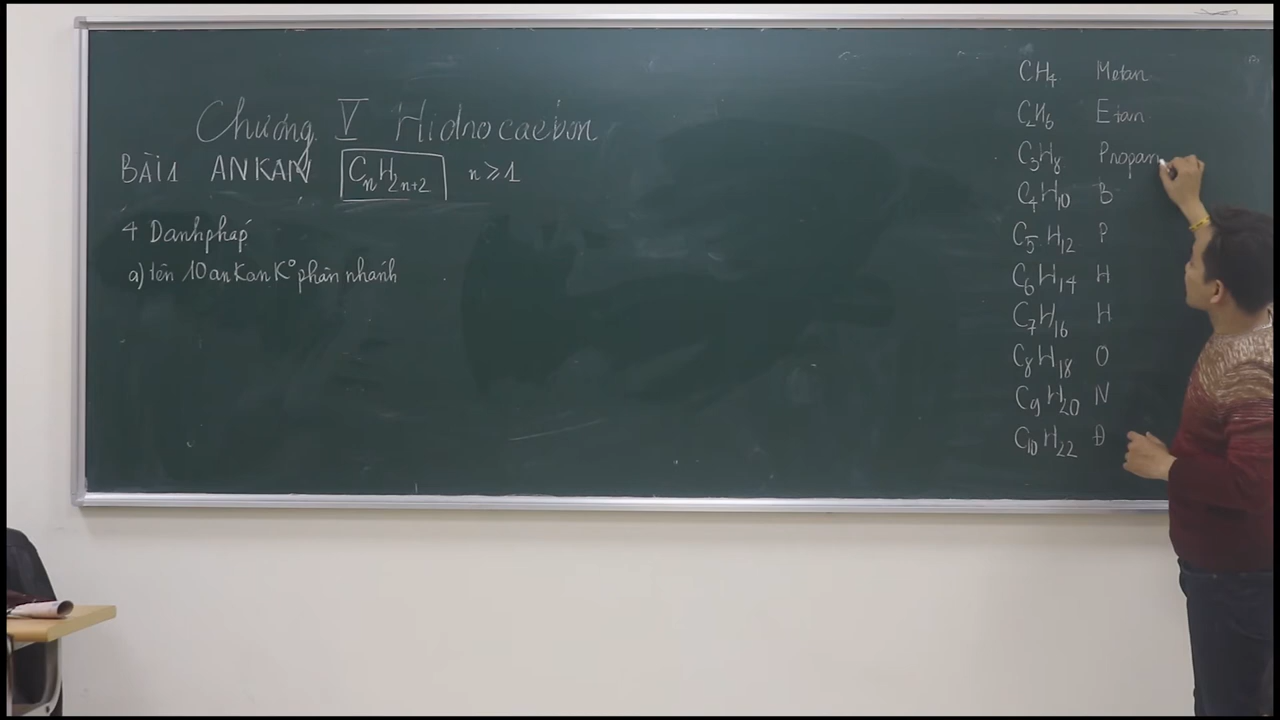 Chương V Hidrocacbon
BÀI 1 ANKAN CnH2n+2 n ≥ 1
4 Danh pháp
a) tên 10 ankan K° phân nhánh
CH4 Metan
C2H6 Etan
C3H8 Propan
C4H10 B
C5H12 P
C6H14 H
C7H16 H
C8H18 O
C9H20 N
C10H22 Đ